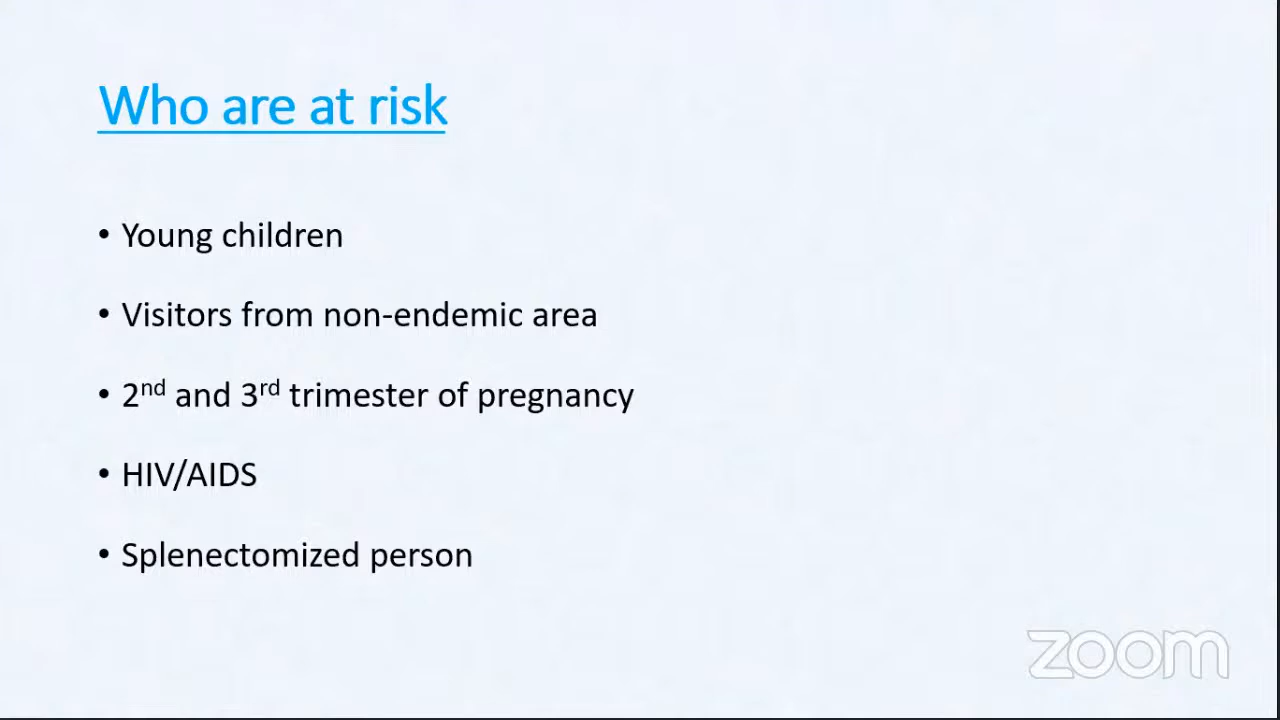 Who are at risk
• Young children
• Visitors from non-endemic area
• 2nd and 3rd trimester of pregnancy
• HIV/AIDS
• Splenectomized person
zoom